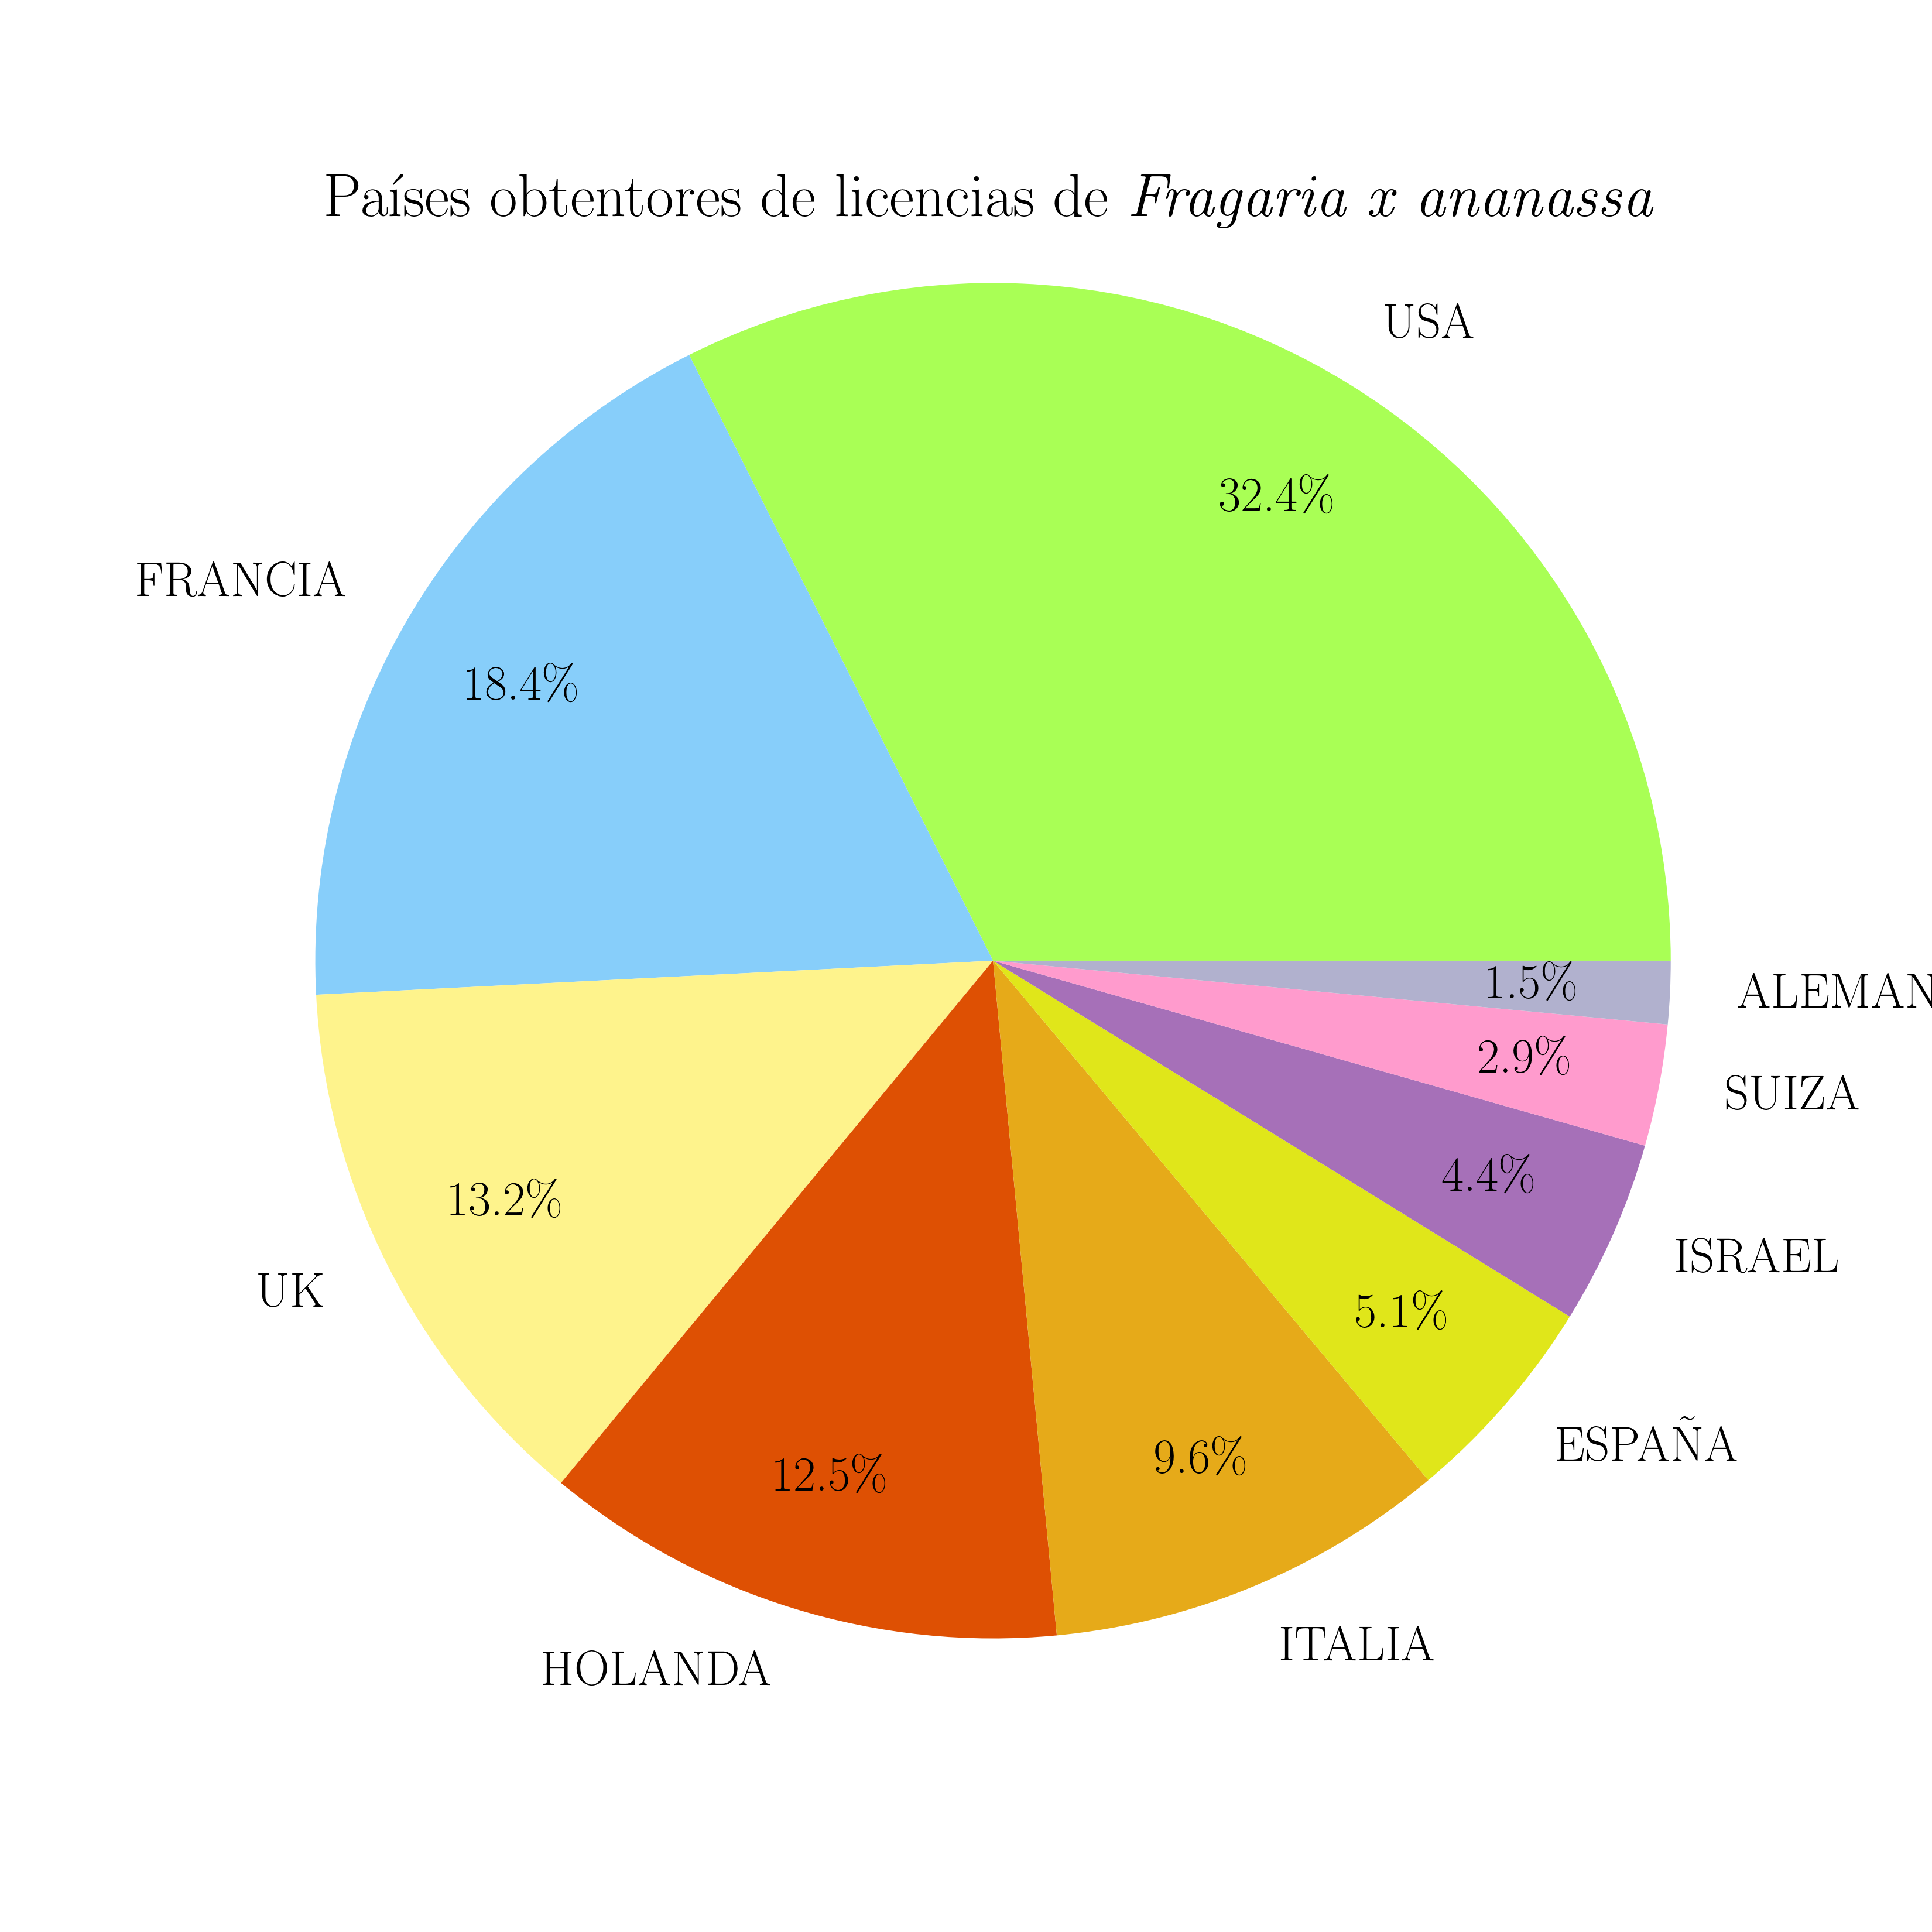 Países obtentores de licencias de Fragaria x ananassa
USA
32.4%
FRANCIA
18.4%
1.5%
ALEMAN
2.9%
SUIZA
4.4%
13.2%
ISRAEL
UK
5.1%
ESPAÑA
9.6%
12.5%
ITALIA
HOLANDA